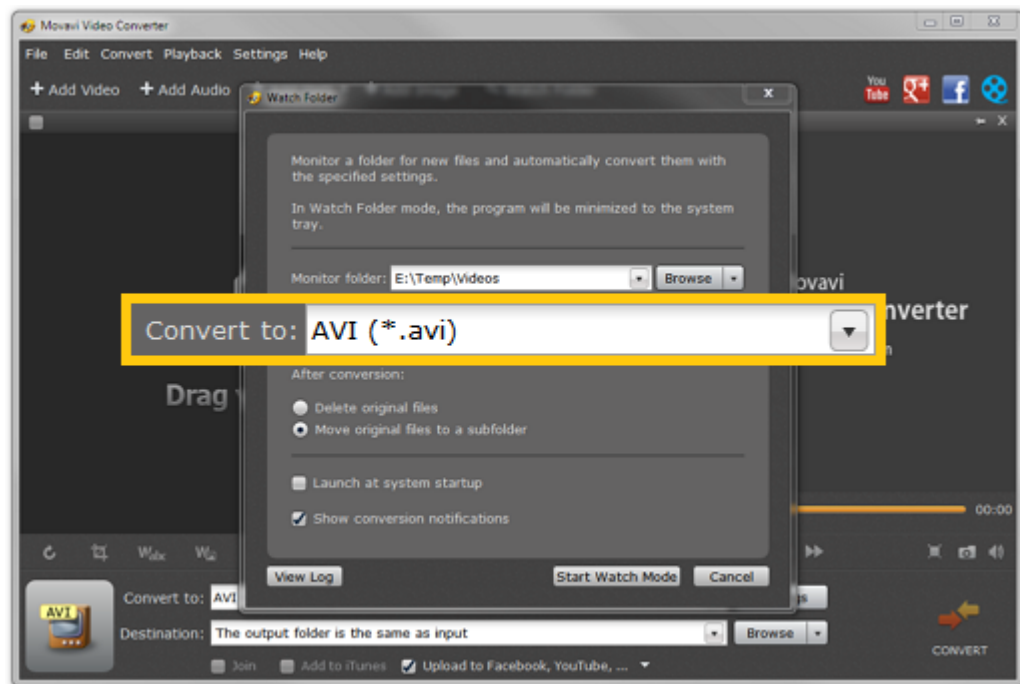 Movavi Video Converter
File Edit Convert Playback Settings Help
+ Add Video + Add Audio
You Tube
Watch Folder
Monitor a folder for new files and automatically convert them with
the specified settings.
In Watch Folder mode, the program will be minimized to the system
tray.
Monitor folder: E:\Temp\Videos Browse
ovavi
nverter
Convert to: AVI (*.avi)
After conversion:
Drag
Delete original files
Move original files to a subfolder
Launch at system startup
Show conversion notifications
00:00
View Log Start Watch Mode Cancel
AVI
Convert to: AVI
Destination: The output folder is the same as input Browse
CONVERT
Join Add to iTunes Upload to Facebook, YouTube, ...